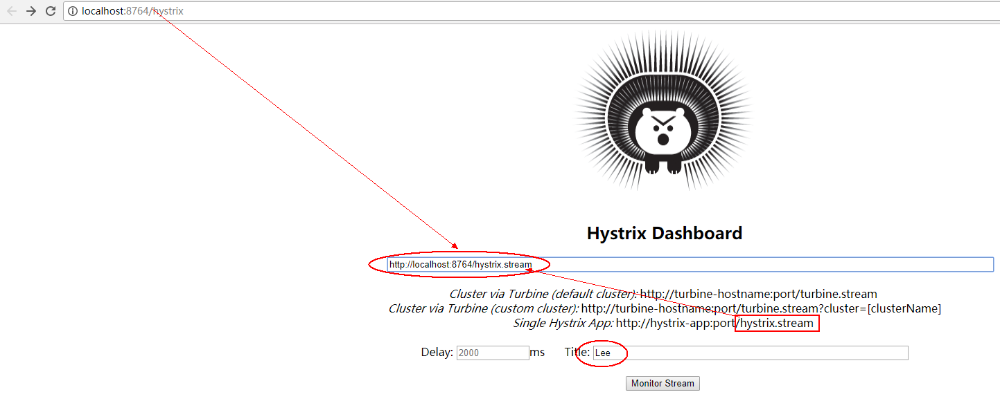 localhost:8764/hystrix
Hystrix Dashboard
http://localhost:8764/hystrix.stream
Cluster via Turbine (default cluster): http://turbine-hostname:port/turbine.stream
Cluster via Turbine (custom cluster): http://turbine-hostname:port/turbine.stream?cluster=[clusterName]
Single Hystrix App: http://hystrix-app:port/hystrix.stream
Delay: 2000 ms Title: Lee
Monitor Stream